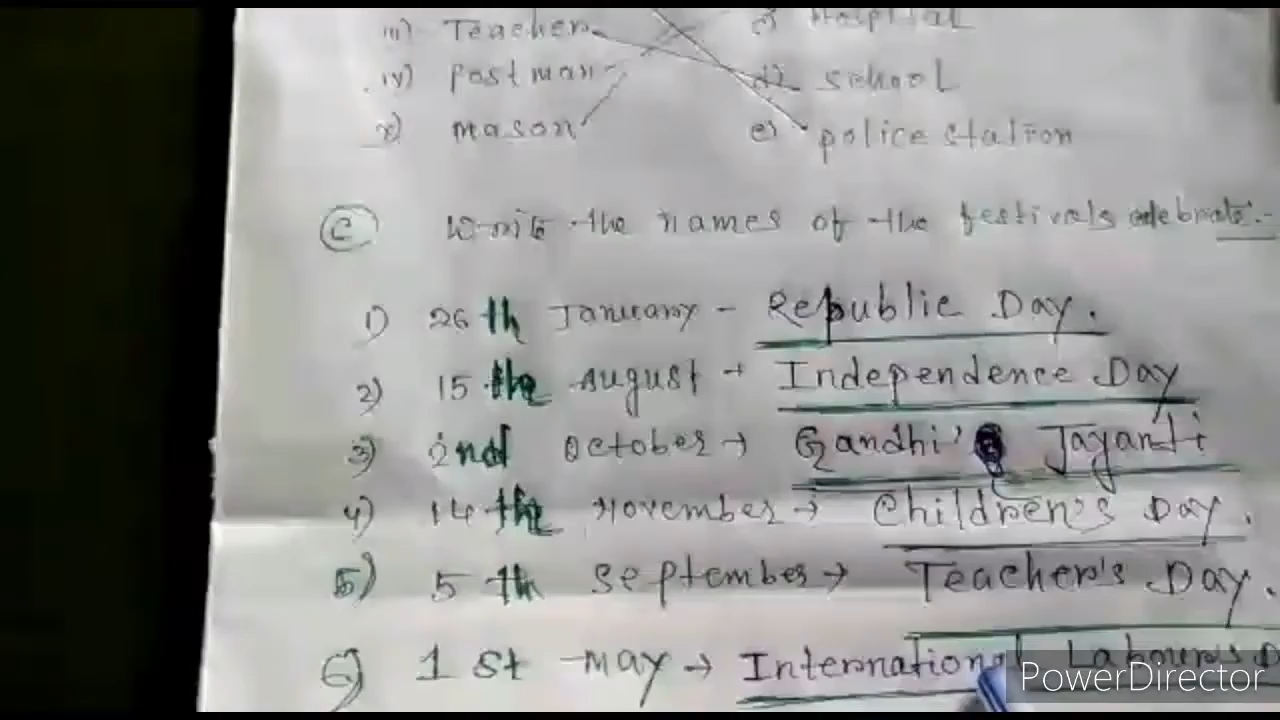 iii) Teacher c) Hospital
iv) Postman d) school
v) mason e) police station
C Write the names of the festivals celebrate:-
1) 26 th January - Republic Day.
2) 15 the August → Independence Day
3) 2nd October → Gandhi's Jayanti
4) 14 the November → Children's Day.
5) 5 th September → Teacher's Day.
6) 1 st may → International Labour's D
PowerDirector